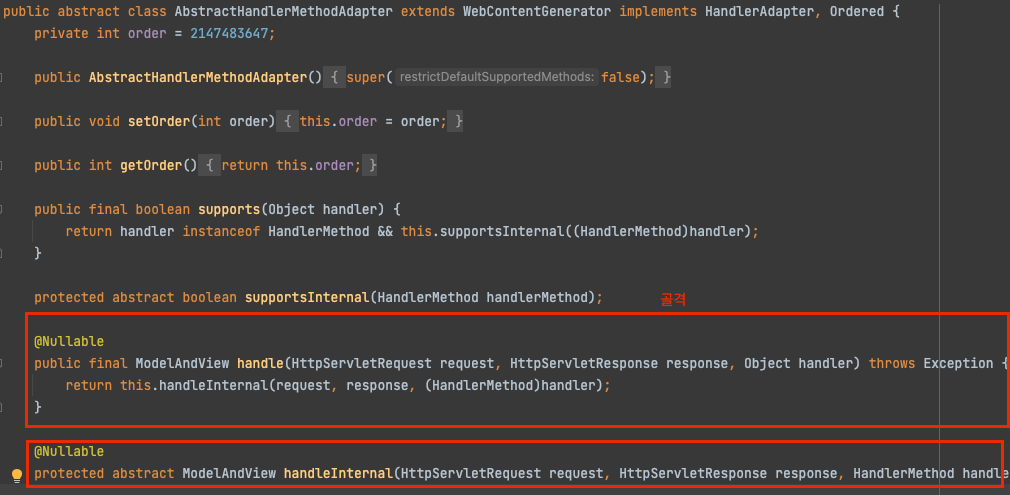 public abstract class AbstractHandlerMethodAdapter extends WebContentGenerator implements HandlerAdapter, Ordered {
private int order = 2147483647;
public AbstractHandlerMethodAdapter() { super( restrictDefaultSupportedMethods: false); }
public void setOrder(int order) { this.order = order; }
public int getOrder() { return this.order; }
public final boolean supports(Object handler) {
return handler instanceof HandlerMethod && this.supportsInternal((HandlerMethod)handler);
}
protected abstract boolean supportsInternal(HandlerMethod handlerMethod); 골격
@Nullable
public final ModelAndView handle(HttpServletRequest request, HttpServletResponse response, Object handler) throws Exception {
return this.handleInternal(request, response, (HandlerMethod)handler);
}
@Nullable
protected abstract ModelAndView handleInternal(HttpServletRequest request, HttpServletResponse response, HandlerMethod handle